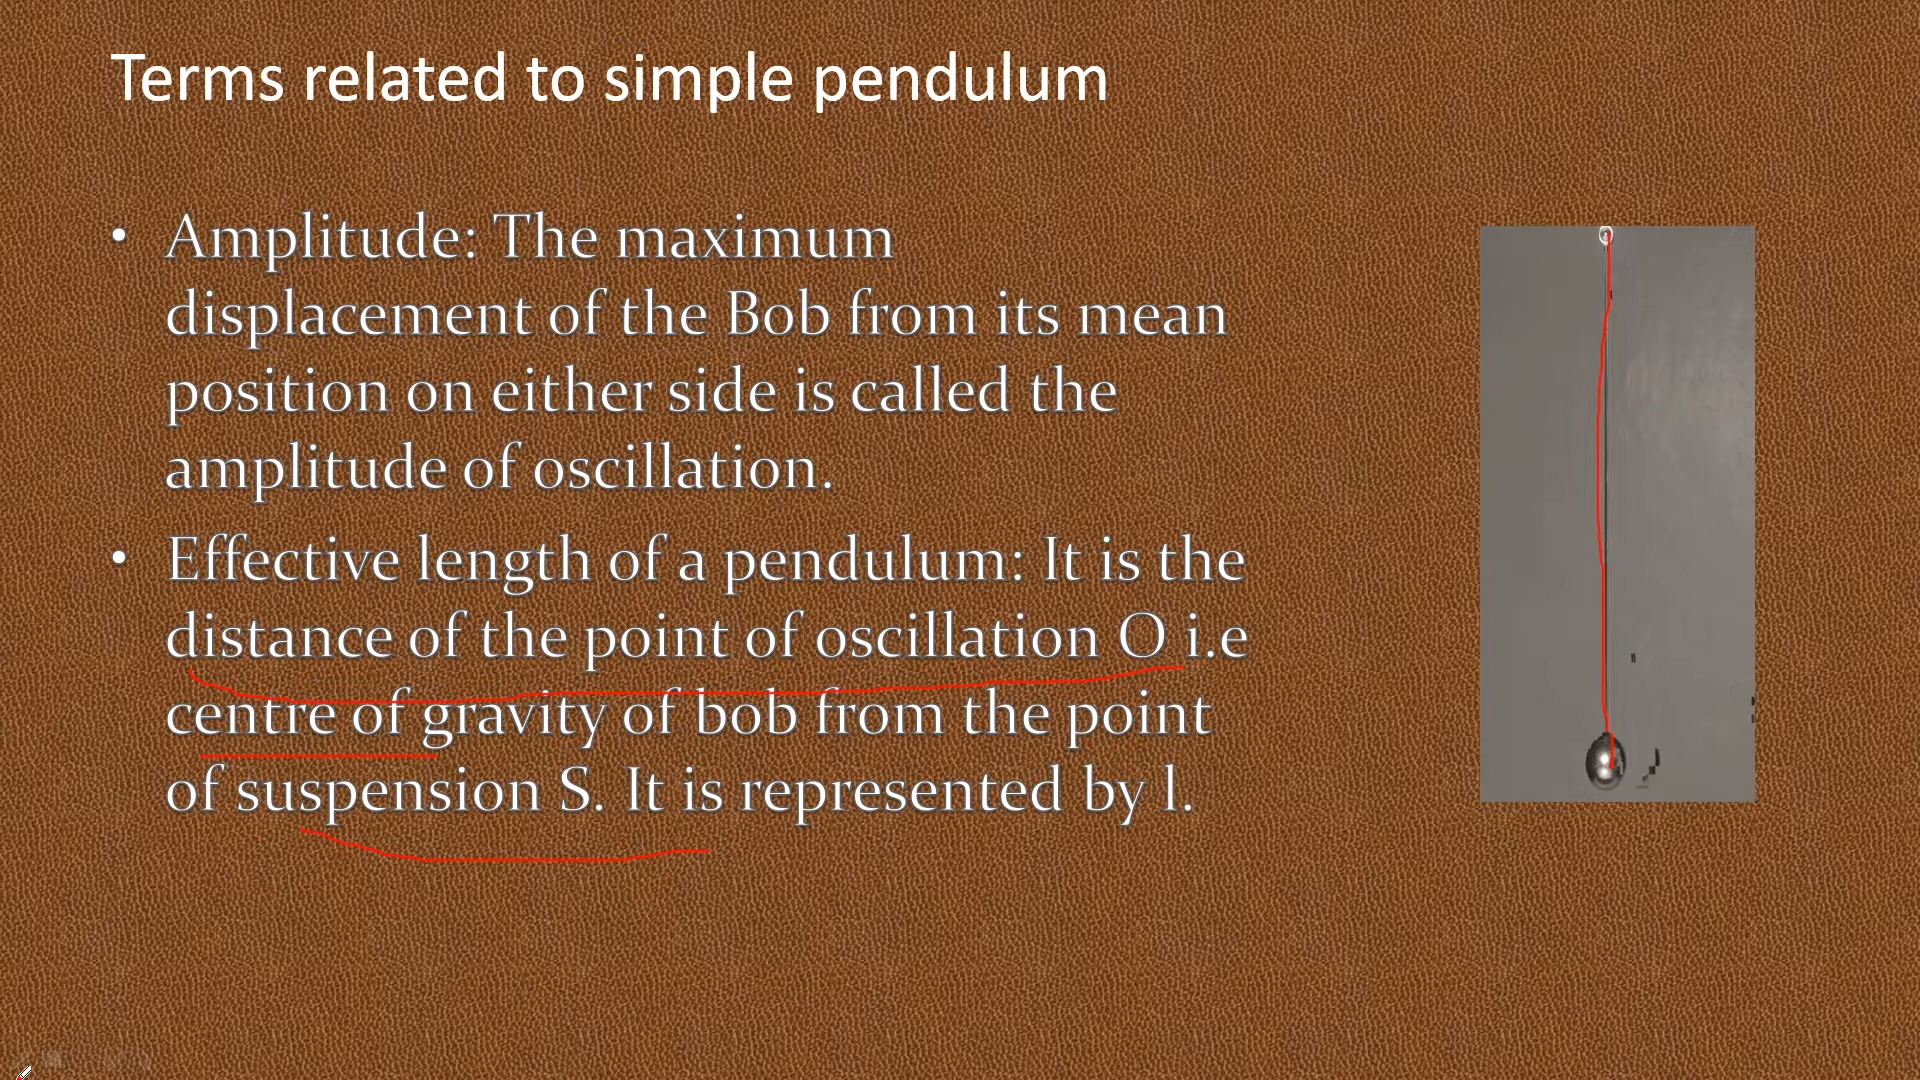 Terms related to simple pendulum
• Amplitude: The maximum
displacement of the Bob from its mean
position on either side is called the
amplitude of oscillation.
• Effective length of a pendulum: It is the
distance of the point of oscillation O i.e
centre of gravity of bob from the point
of suspension S. It is represented by l.